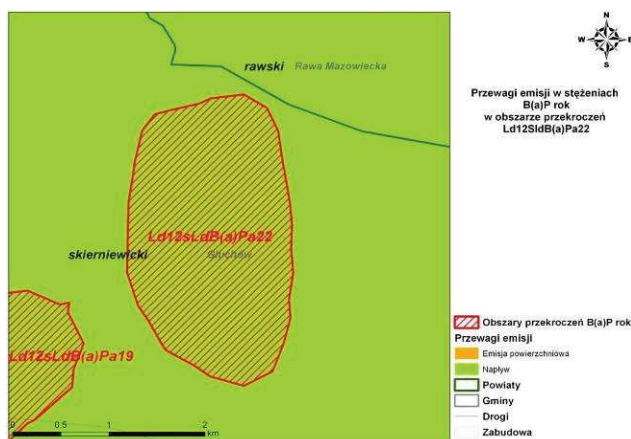 N
W E
S
rawski Rawa Mazowiecka
Przewagi emisji w stężeniach
B(a)P rok
w obszarze przekroczeń
Ld12SldB(a)Pa22
Ld12sLdB(a)Pa22
skierniewicki Głuchów
Ld12sLdB(a)Pa19
Obszary przekroczeń B(a)P rok
Przewagi emisji
Emisja powierzchniowa
Napływ
Powiaty
Gminy
Drogi
Zabudowa
0 0.5 1 2
km